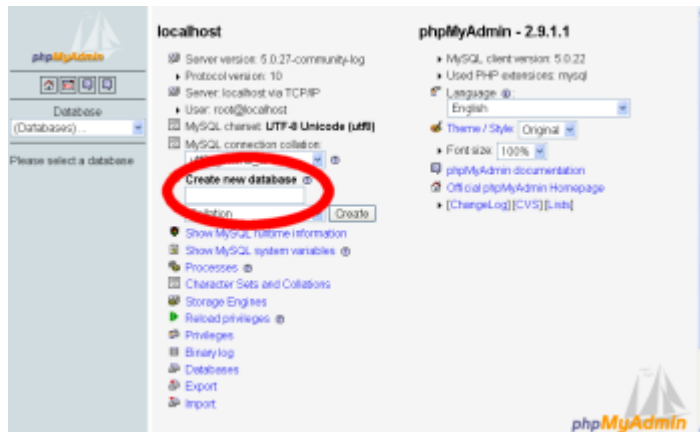 phpMyAdmin
Database
(Databases)...
Please select a database
localhost
Server version: 5.0.27-community-log
Protocol version: 10
Server: localhost via TCP/IP
User: root@localhost
MySQL charset: UTF-8 Unicode (utf8)
MySQL connection collation:
Create new database
Collation
Create
Show MySQL runtime information
Show MySQL system variables
Processes
Character Sets and Collations
Storage Engines
Reload privileges
Privileges
Binary log
Databases
Export
Import
phpMyAdmin - 2.9.1.1
MySQL client version: 5.0.22
Used PHP extensions: mysql
Language
English
Theme / Style: Original
Font size: 100%
phpMyAdmin documentation
Official phpMyAdmin Homepage
[ChangeLog] [CVS] [Lists]
phpMyAdmin